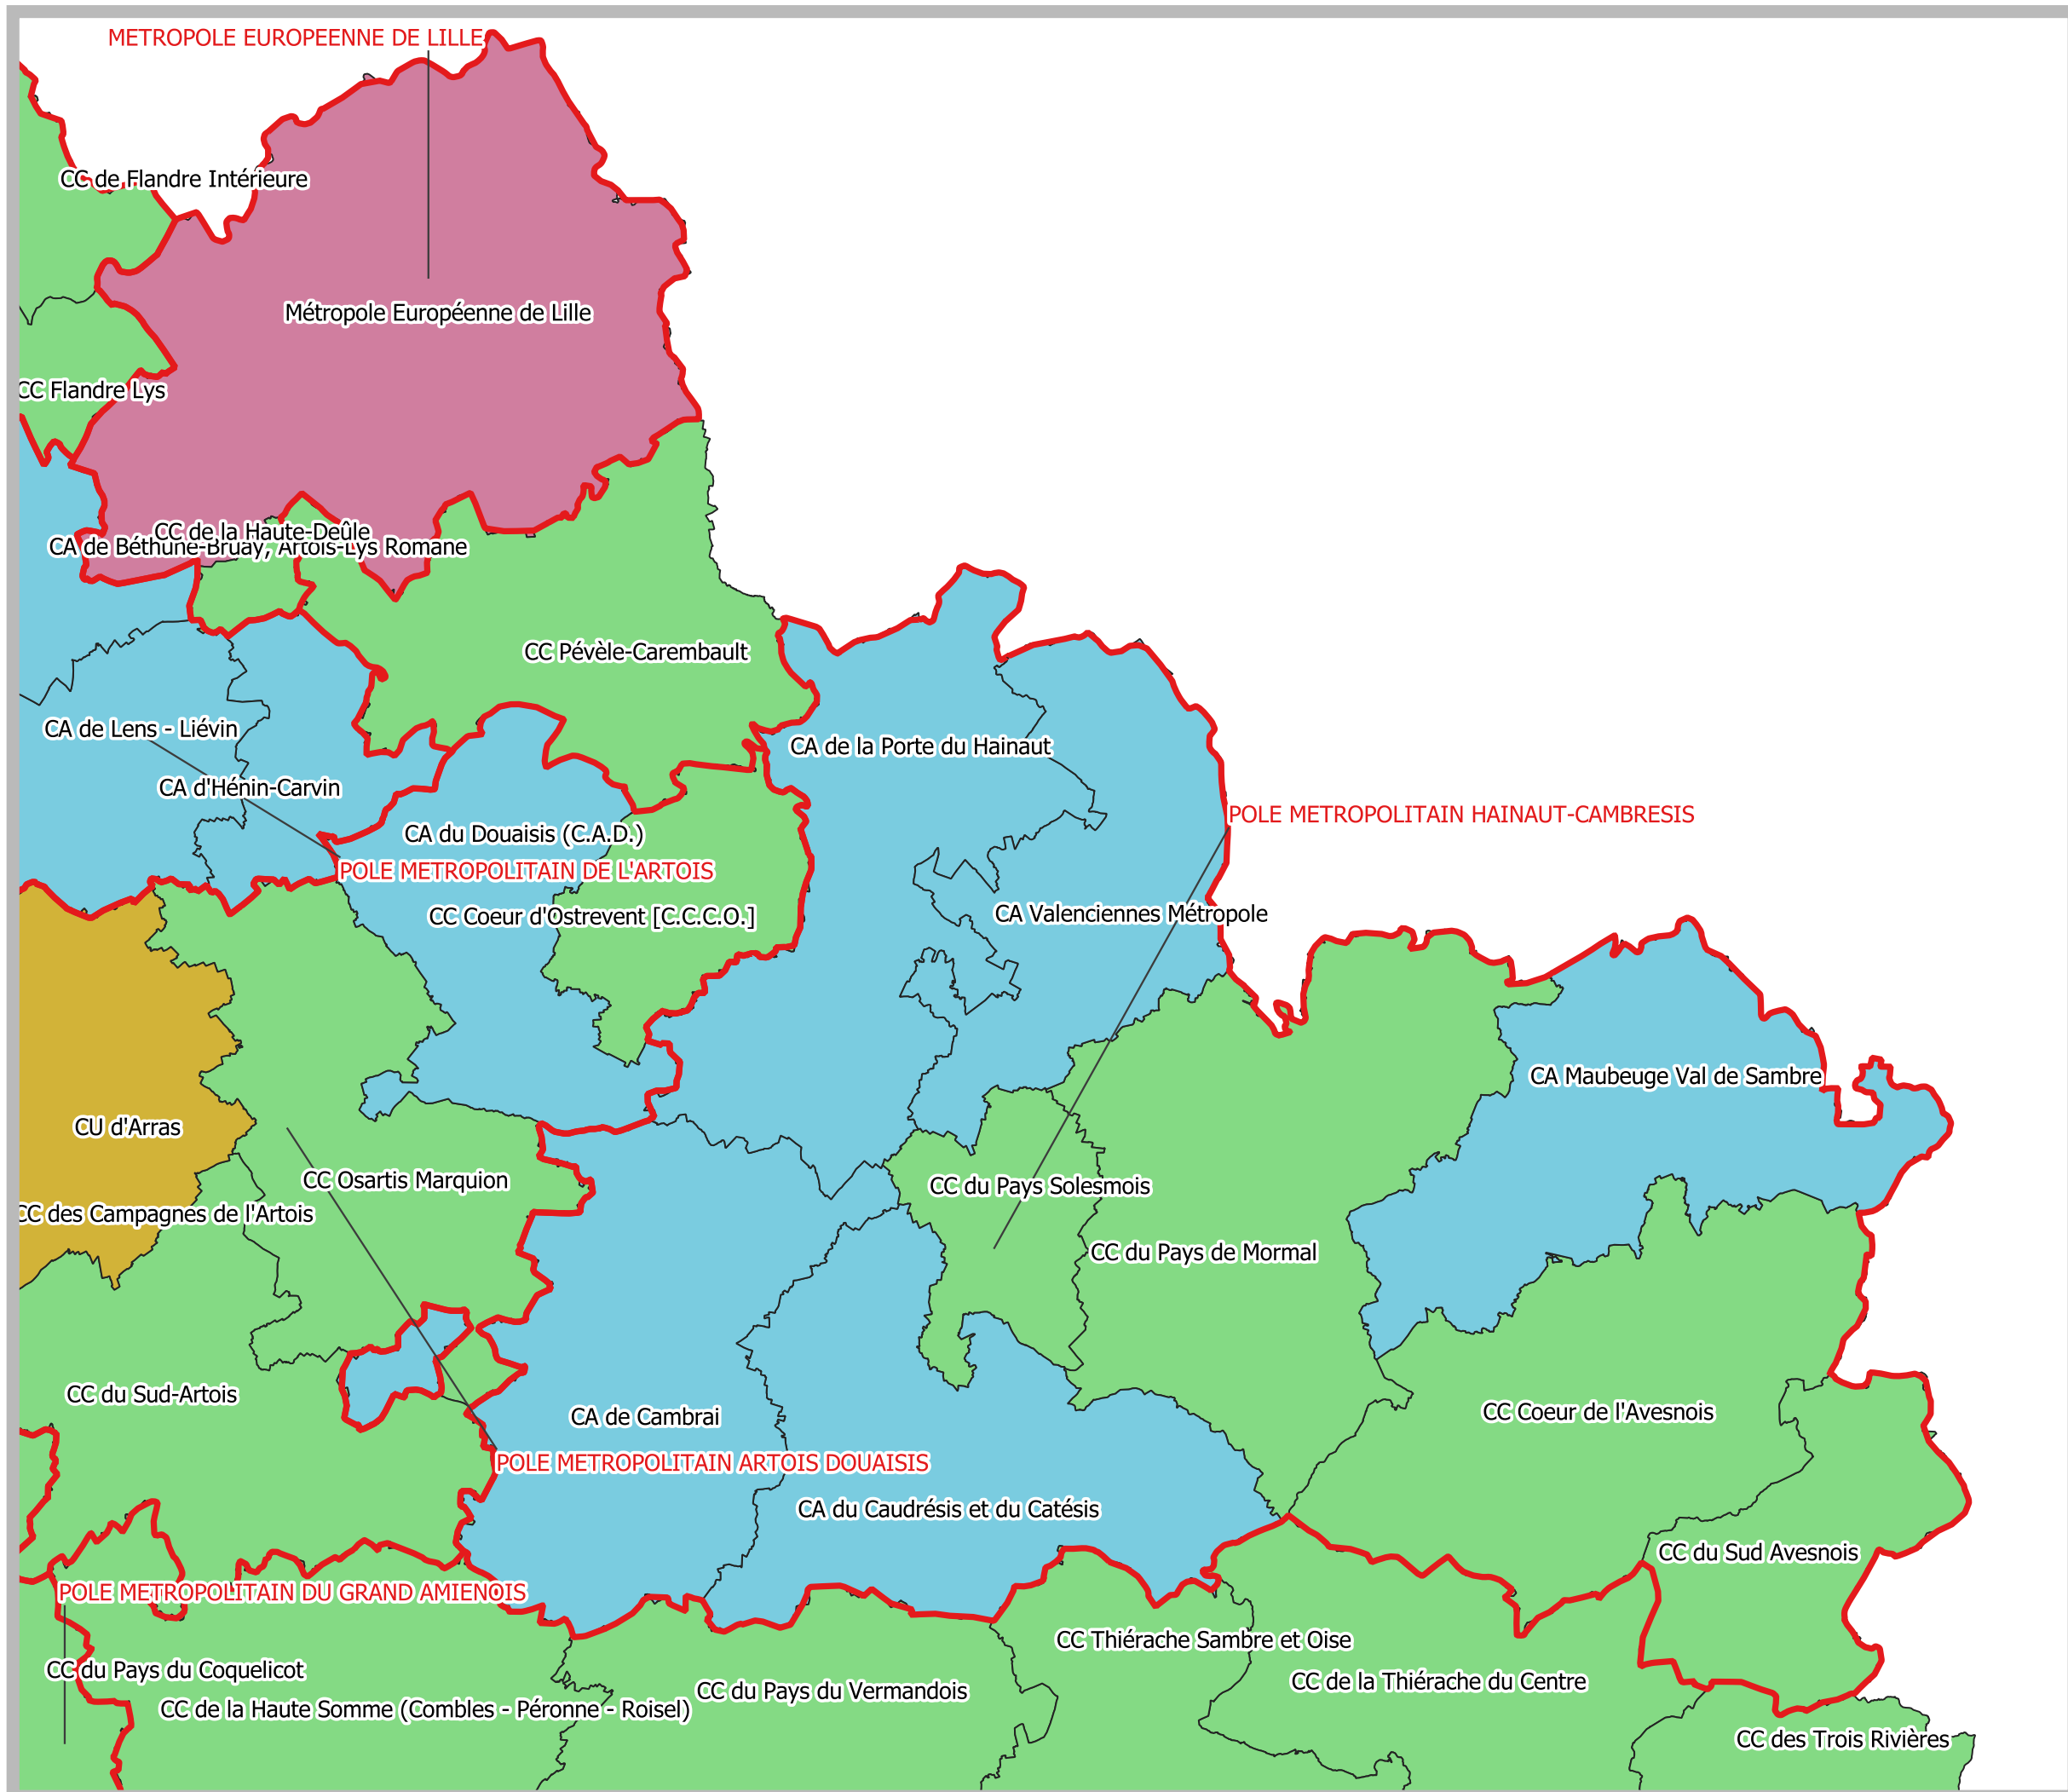 METROPOLE EUROPEENNE DE LILLE
CC de Flandre Intérieure
Métropole Européenne de Lille
CC Flandre Lys
CC de la Haute-Deûle
CA de Béthune-Bruay, Artois-Lys Romane
CC Pévèle-Carembault
CA de Lens - Liévin
CA de la Porte du Hainaut
CA d'Hénin-Carvin
POLE METROPOLITAIN HAINAUT-CAMBRESIS
CA du Douaisis (C.A.D.)
POLE METROPOLITAIN DE L'ARTOIS
CC Coeur d'Ostrevent [C.C.C.O.]
CA Valenciennes Métropole
CA Maubeuge Val de Sambre
CU d'Arras
CC Osartis Marquion
CC du Pays Solesmois
CC des Campagnes de l'Artois
CC du Pays de Mormal
CC du Sud-Artois
CA de Cambrai
CC Coeur de l'Avesnois
POLE METROPOLITAIN ARTOIS DOUAISIS
CA du Caudrésis et du Catésis
CC du Sud Avesnois
POLE METROPOLITAIN DU GRAND AMIENOIS
CC Thiérache Sambre et Oise
CC du Pays du Coquelicot
CC de la Thiérache du Centre
CC du Pays du Vermandois
CC de la Haute Somme (Combles - Péronne - Roisel)
CC des Trois Rivières